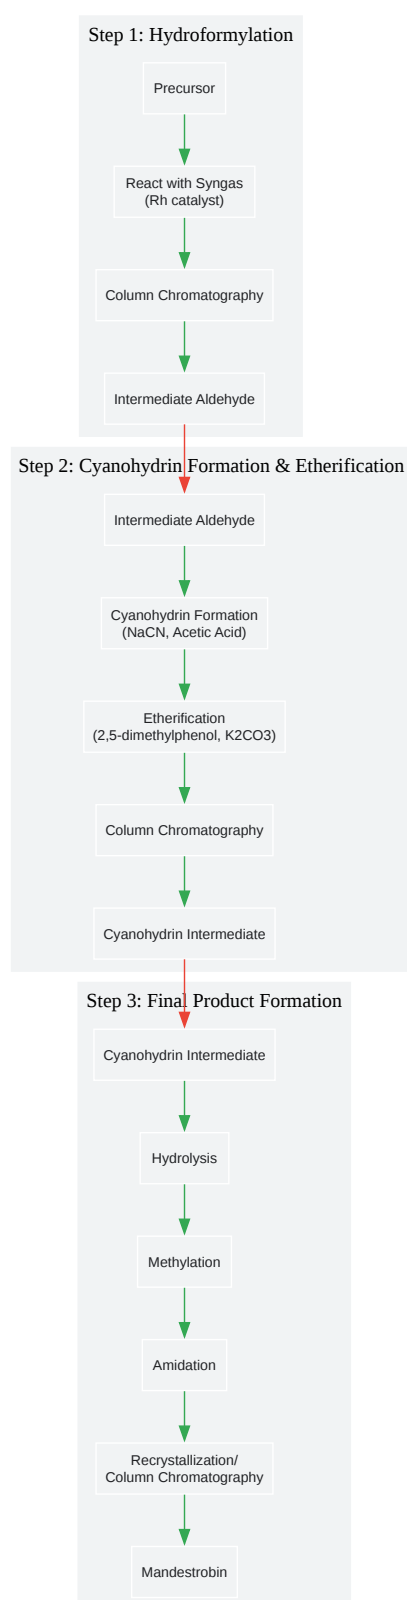 Step 1: Hydroformylation
Precursor
React with Syngas
(Rh catalyst)
Column Chromatography
Intermediate Aldehyde
Step 2: Cyanohydrin Formation & Etherification
Intermediate Aldehyde
Cyanohydrin Formation
(NaCN, Acetic Acid)
Etherification
(2,5-dimethylphenol, K2CO3)
Column Chromatography
Cyanohydrin Intermediate
Step 3: Final Product Formation
Cyanohydrin Intermediate
Hydrolysis
Methylation
Amidation
Recrystallization/
Column Chromatography
Mandestrobin